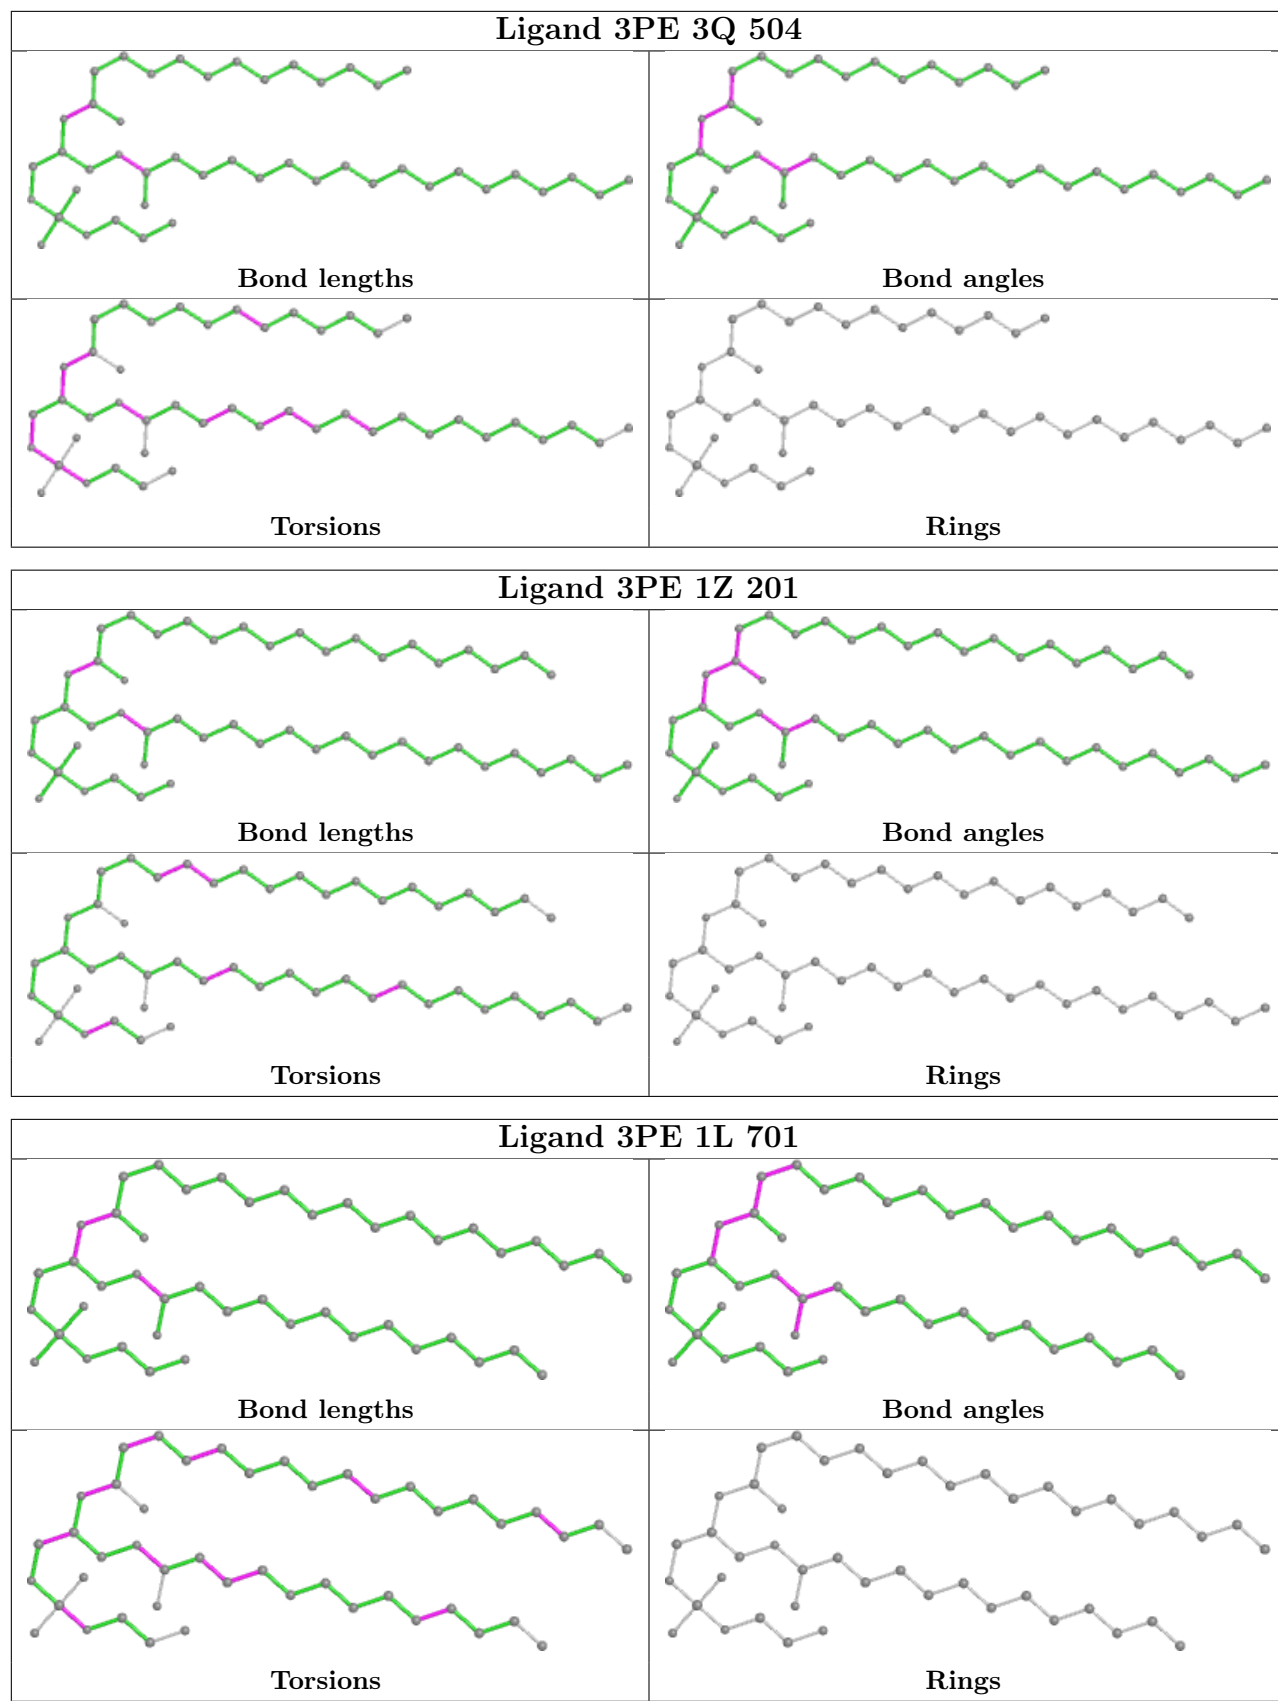 Ligand 3PE 3Q 504
Bond lengths
Bond angles
Torsions
Rings
Ligand 3PE 1Z 201
Bond lengths
Bond angles
Torsions
Rings
Ligand 3PE 1L 701
Bond lengths
Bond angles
Torsions
Rings